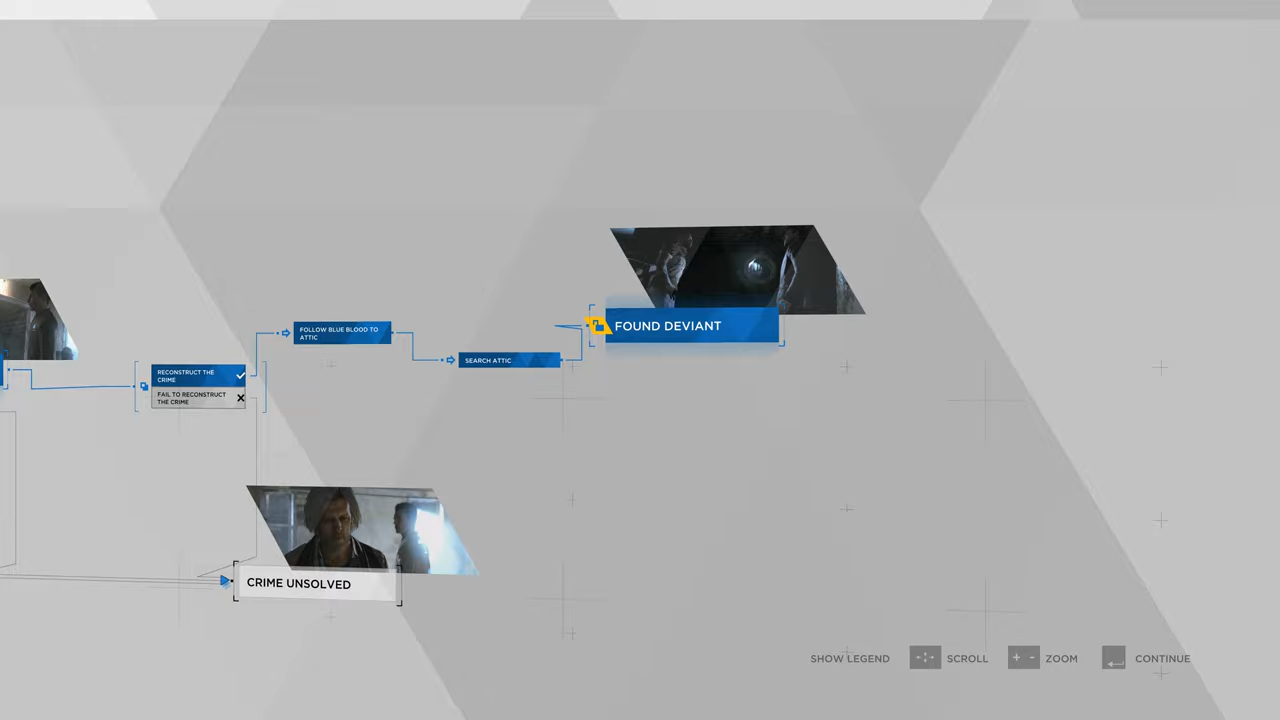 FOUND DEVIANT
FOLLOW BLUE BLOOD TO
ATTIC
SEARCH ATTIC
RECONSTRUCT THE
CRIME
FAIL TO RECONSTRUCT
THE CRIME
CRIME UNSOLVED
SHOW LEGEND
SCROLL
+ -
ZOOM
CONTINUE